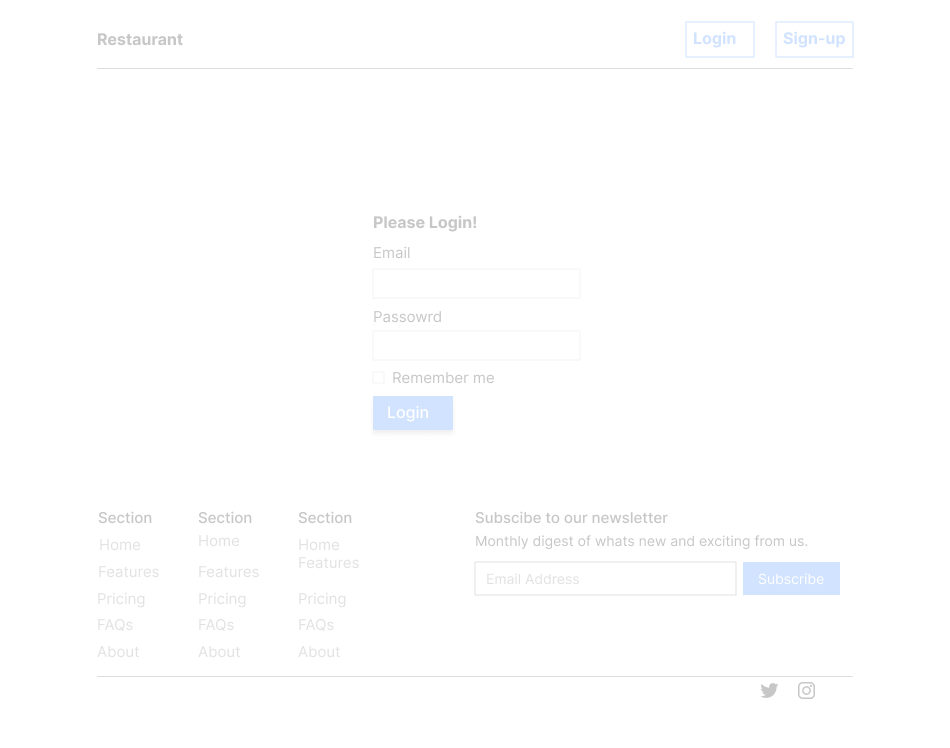 Restaurant
Login
Sign-up
Please Login!
Email
Passowrd
Remember me
Login
Section
Home
Features
Pricing
FAQs
About
Section
Home
Features
Pricing
FAQs
About
Section
Home
Features
Pricing
FAQs
About
Subscibe to our newsletter
Monthly digest of whats new and exciting from us.
Email Address
Subscribe